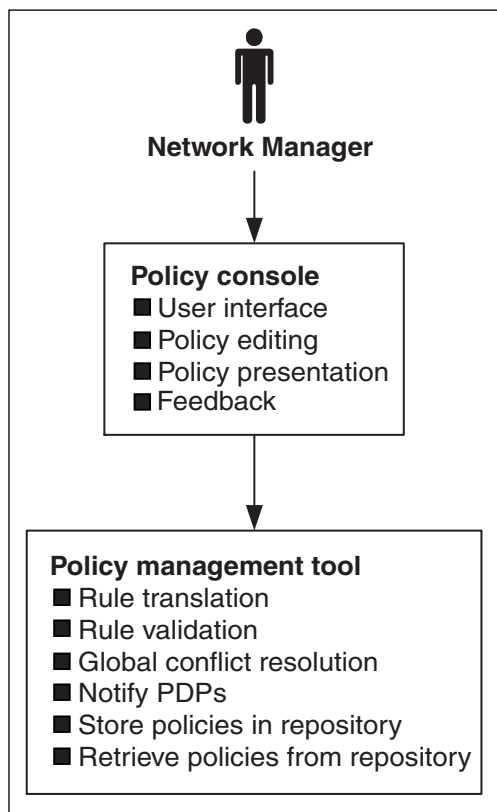 Network Manager
Policy console
■ User interface
■ Policy editing
■ Policy presentation
■ Feedback
Policy management tool
■ Rule translation
■ Rule validation
■ Global conflict resolution
■ Notify PDPs
■ Store policies in repository
■ Retrieve policies from repository